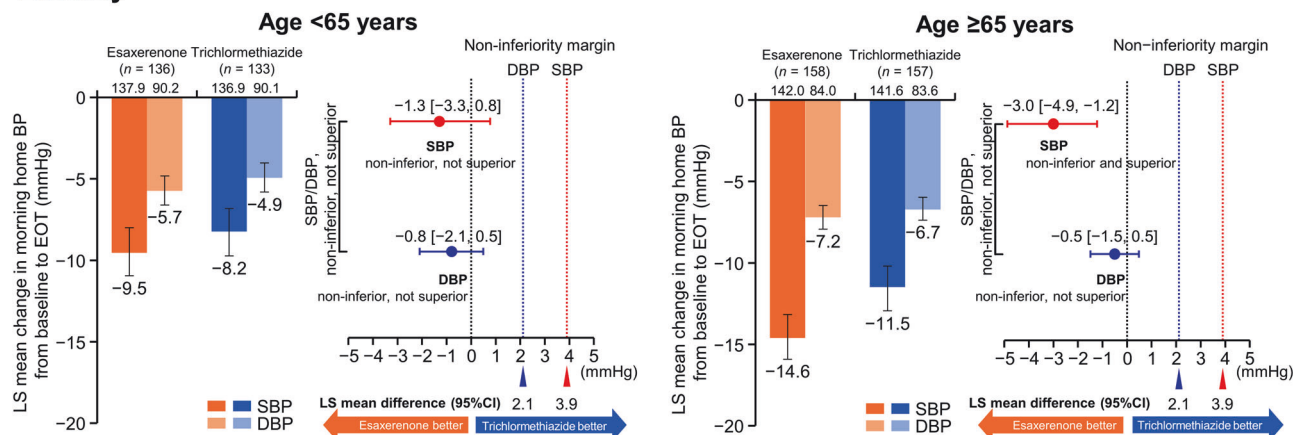 Age <65 years
Esaxerenone Trichlormethiazide
(n = 136) (n = 133)
137.9 90.2 136.9 90.1
LS mean change in morning home BP
from baseline to EOT (mmHg)
0
−5
−10
−15
−20
−9.5
−5.7
−8.2
−4.9
SBP
DBP
Non-inferiority margin
DBP SBP
SBP/DBP,
non-inferior, not superior
−1.3 [−3.3, 0.8]
SBP
non-inferior, not superior
−0.8 [−2.1, 0.5]
DBP
non-inferior, not superior
−5 −4 −3 −2 −1 0 1 2 3 4 5
(mmHg)
LS mean difference (95%CI) 2.1 3.9
Esaxerenone better Trichlormethiazide better
Age ≥65 years
Esaxerenone Trichlormethiazide
(n = 158) (n = 157)
142.0 84.0 141.6 83.6
LS mean change in morning home BP
from baseline to EOT (mmHg)
0
−5
−10
−15
−20
−14.6
−7.2
−11.5
−6.7
SBP
DBP
Non−inferiority margin
DBP SBP
SBP/DBP,
non-inferior, not superior
−3.0 [−4.9, −1.2]
SBP
non-inferior and superior
−0.5 [−1.5, 0.5]
DBP
non-inferior, not superior
−5 −4 −3 −2 −1 0 1 2 3 4 5
(mmHg)
LS mean difference (95%CI) 2.1 3.9
Esaxerenone better Trichlormethiazide better